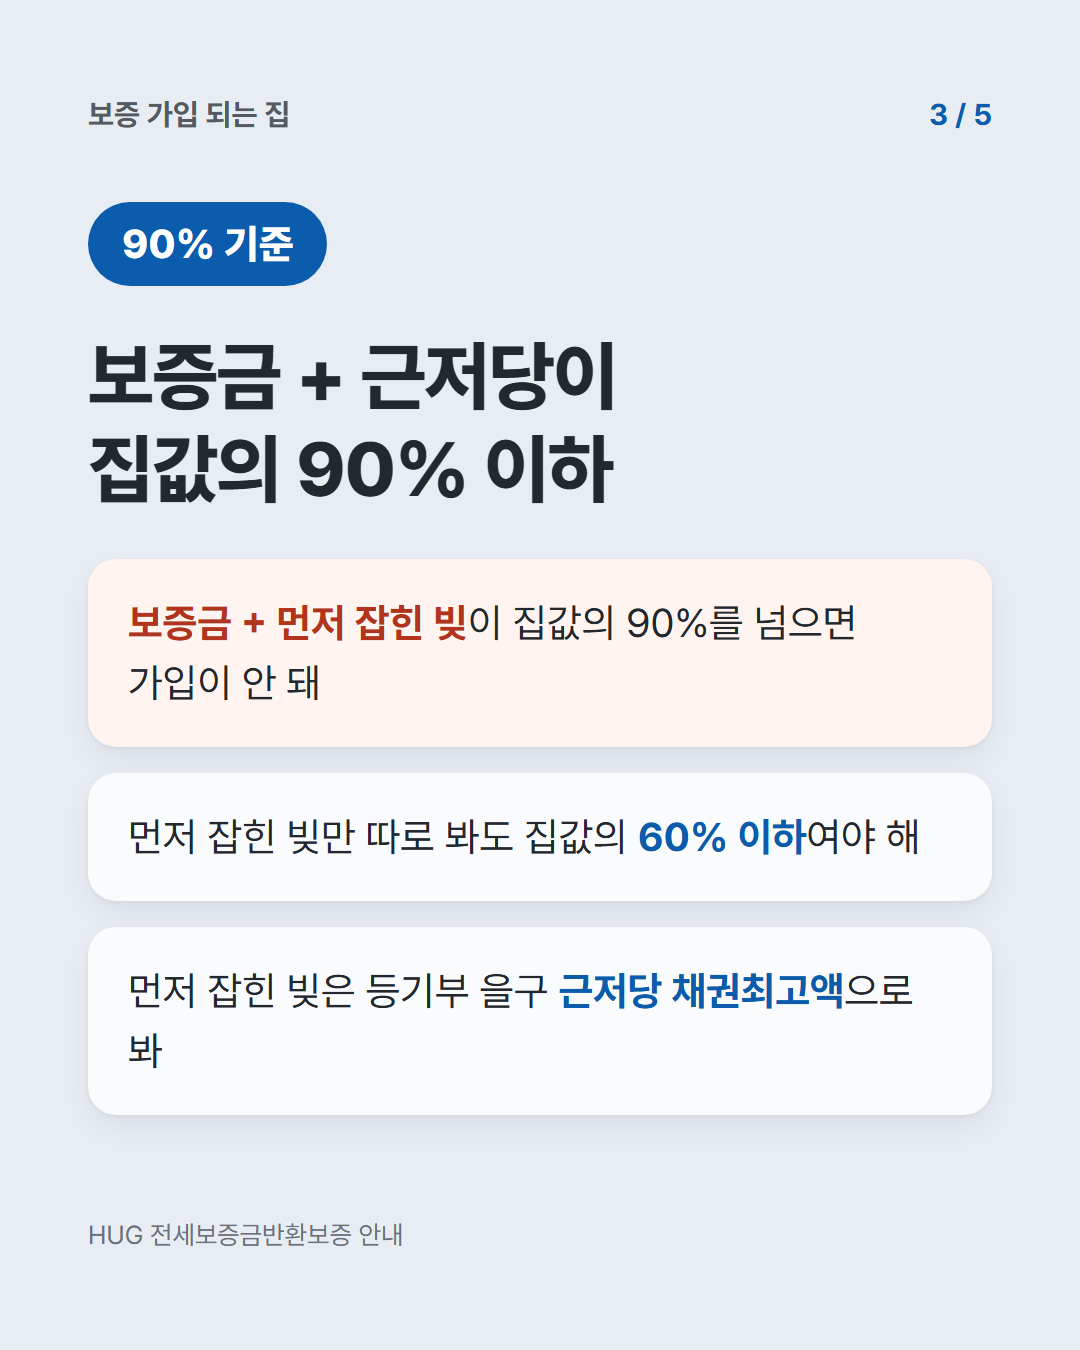 보증 가입 되는 집
3 / 5
90% 기준
보증금 + 근저당이
집값의 90% 이하
보증금 + 먼저 잡힌 빚이 집값의 90%를 넘으면
가입이 안 돼
먼저 잡힌 빚만 따로 봐도 집값의 60% 이하여야 해
먼저 잡힌 빚은 등기부 을구 근저당 채권최고액으로
봐
HUG 전세보증금반환보증 안내